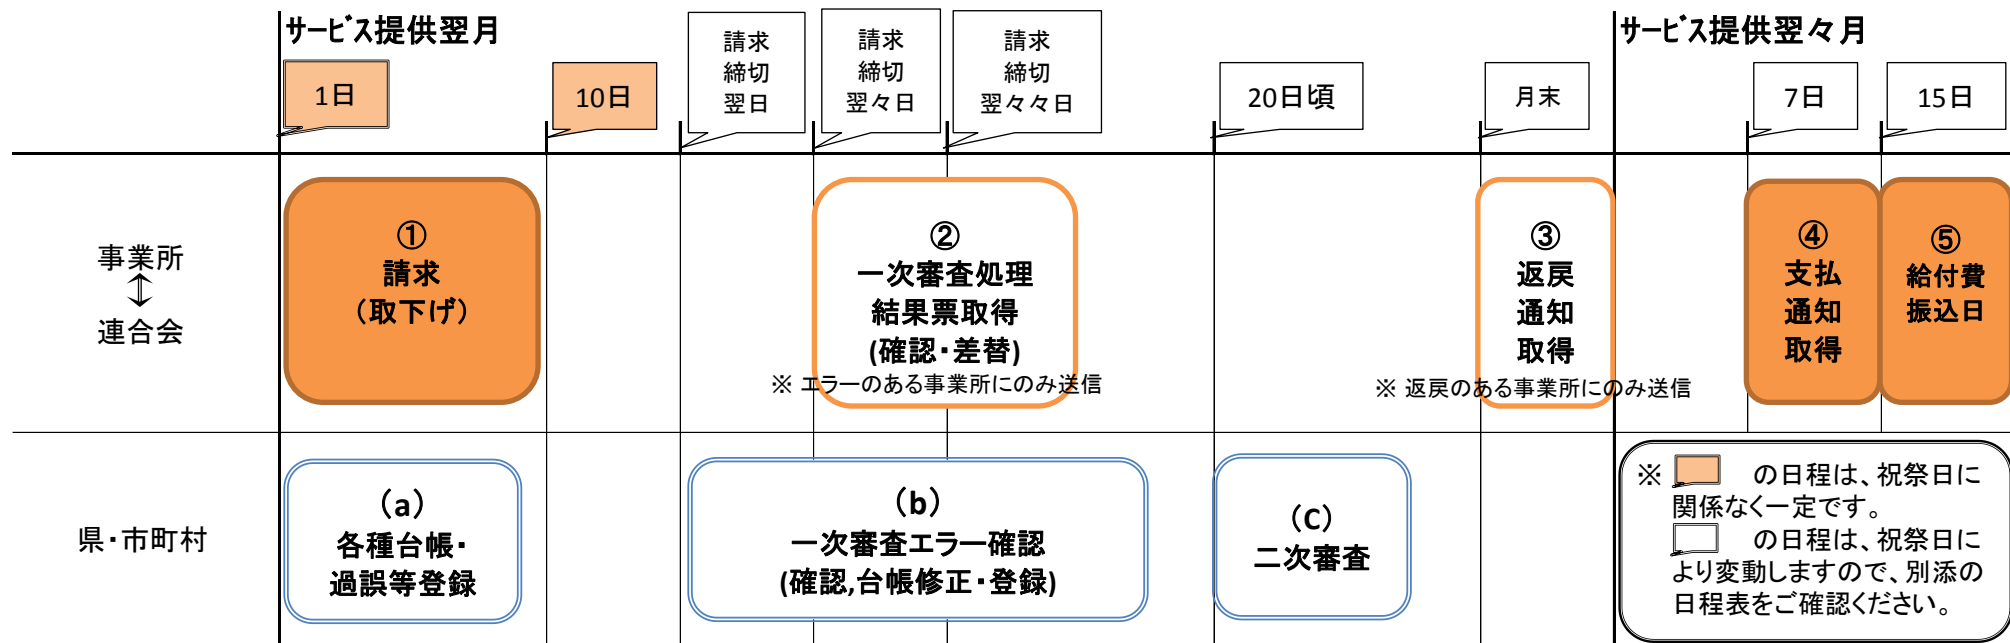 サービス提供翌月
サービス提供翌々月
1日
10日
請求
締切
翌日
請求
締切
翌々日
請求
締切
翌々々日
20日頃
月末
7日
15日
事業所
⇕
連合会
①
請求
（取下げ）
②
一次審査処理
結果票取得
(確認・差替)
※ エラーのある事業所にのみ送信
③
返戻
通知
取得
※ 返戻のある事業所にのみ送信
④
支払
通知
取得
⑤
給付費
振込日
県・市町村
（a）
各種台帳・
過誤等登録
（b）
一次審査エラー確認
(確認,台帳修正・登録)
（C）
二次審査
※ の日程は、祝祭日に
関係なく一定です。
の日程は、祝祭日に
より変動しますので、別添の
日程表をご確認ください。